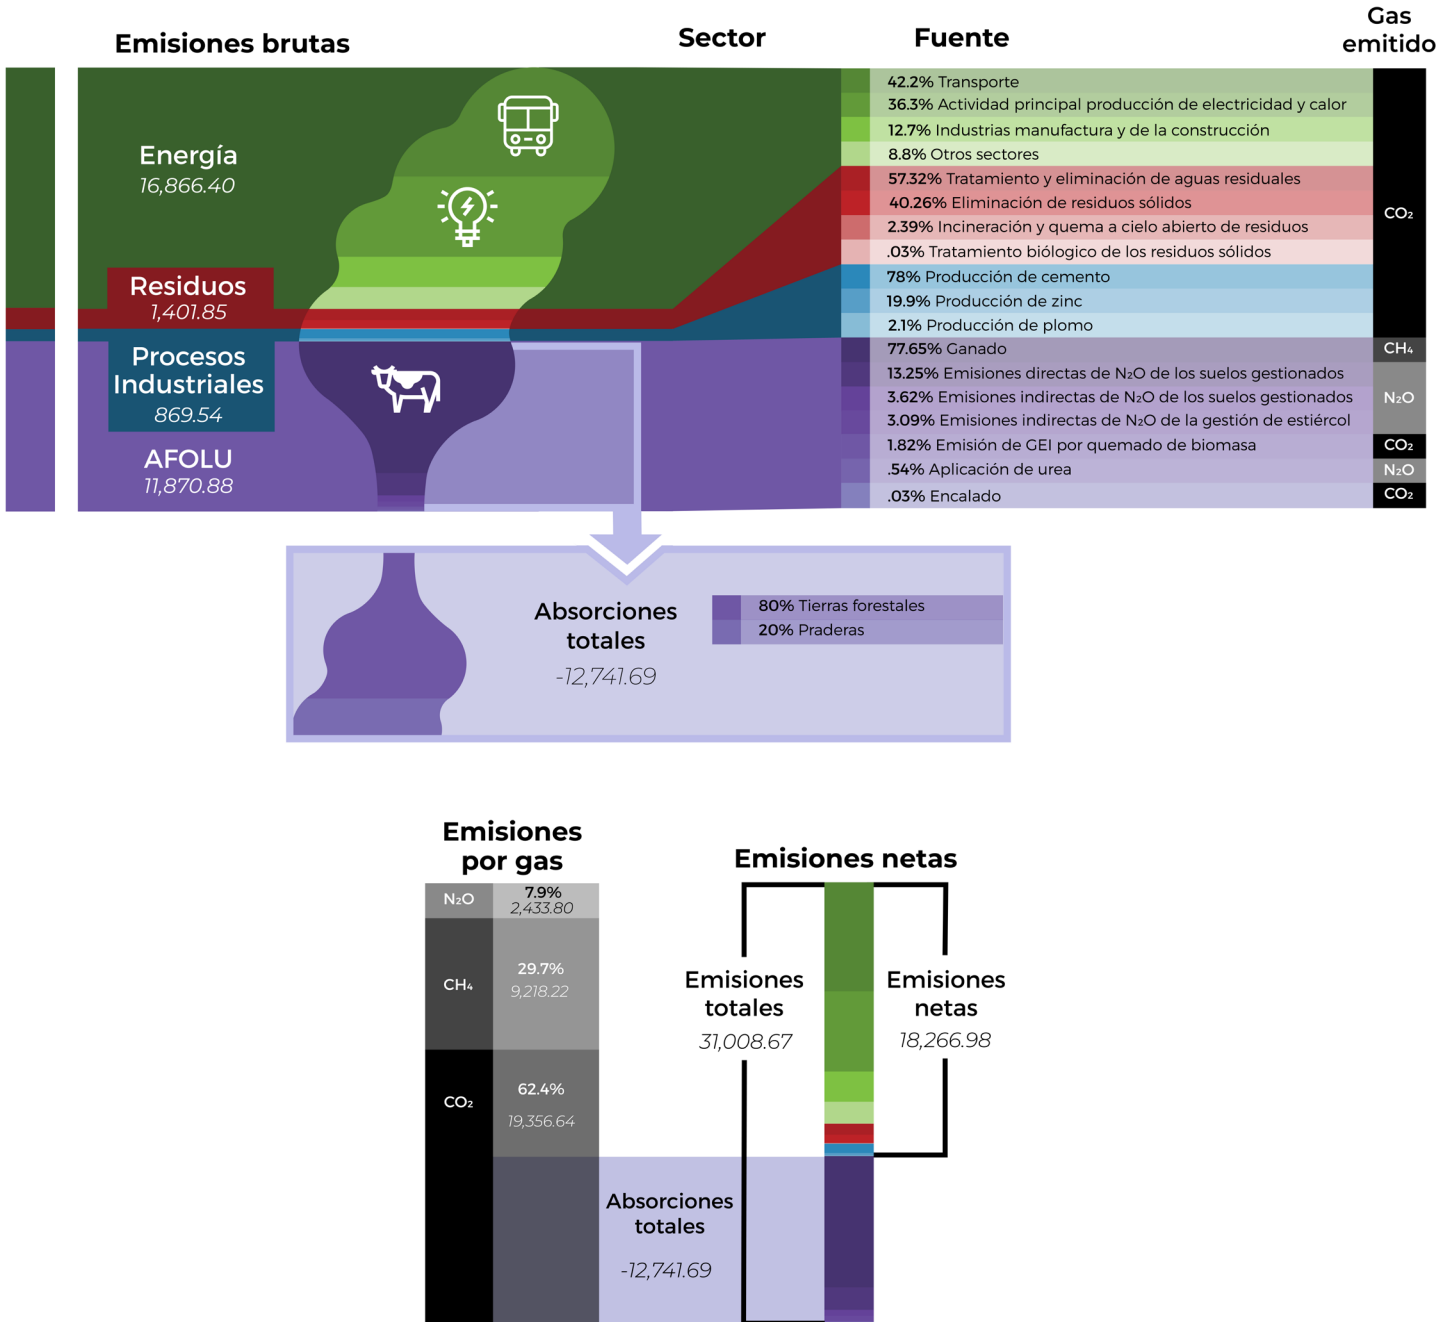 Emisiones brutas
Sector
Fuente
Gas
emitido
Energía
16,866.40
Residuos
1,401.85
Procesos
Industriales
869.54
AFOLU
11,870.88
42.2% Transporte
36.3% Actividad principal producción de electricidad y calor
12.7% Industrias manufactura y de la construcción
8.8% Otros sectores
57.32% Tratamiento y eliminación de aguas residuales
40.26% Eliminación de residuos sólidos
2.39% Incineración y quema a cielo abierto de residuos
.03% Tratamiento biólogico de los residuos sólidos
78% Producción de cemento
19.9% Producción de zinc
2.1% Producción de plomo
77.65% Ganado
13.25% Emisiones directas de N₂O de los suelos gestionados
3.62% Emisiones indirectas de N₂O de los suelos gestionados
3.09% Emisiones indirectas de N₂O de la gestión de estiércol
1.82% Emisión de GEI por quemado de biomasa
.54% Aplicación de urea
.03% Encalado
CO₂
CH₄
N₂O
CO₂
N₂O
CO₂
Absorciones
totales
-12,741.69
80% Tierras forestales
20% Praderas
Emisiones
por gas
N₂O
7.9%
2,433.80
CH₄
29.7%
9,218.22
CO₂
62.4%
19,356.64
Emisiones netas
Emisiones
totales
31,008.67
Emisiones
netas
18,266.98
Absorciones
totales
-12,741.69